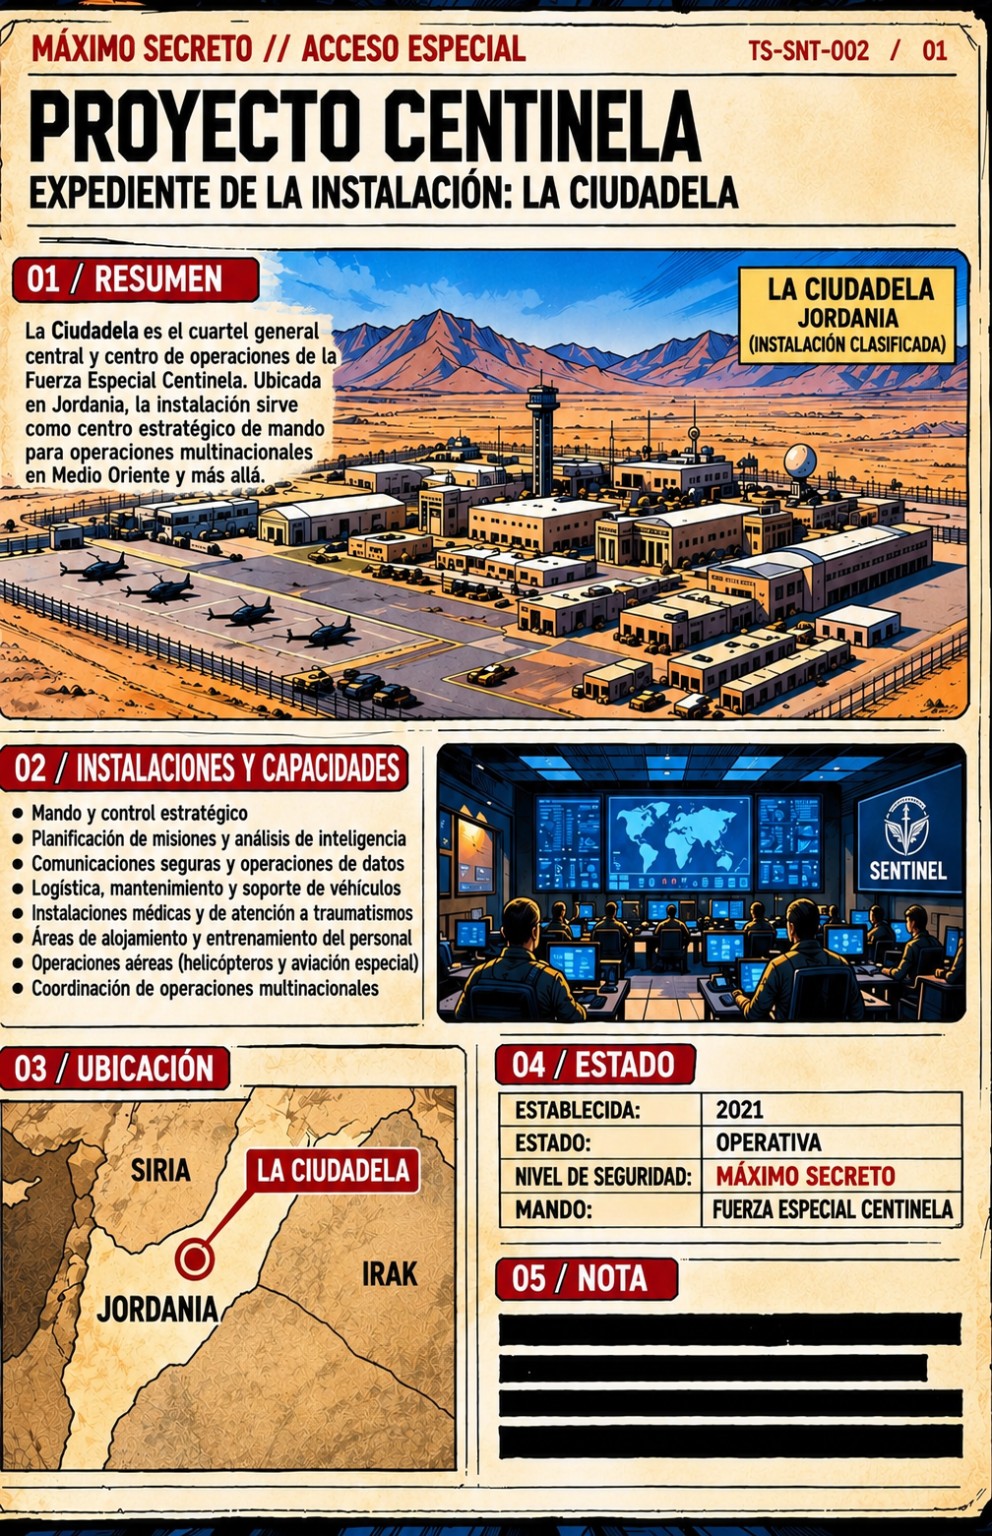 MÁXIMO SECRETO // ACCESO ESPECIAL
TS-SNT-002 / 01
PROYECTO CENTINELA
EXPEDIENTE DE LA INSTALACIÓN: LA CIUDADELA
01 / RESUMEN
La Ciudadela es el cuartel general
central y centro de operaciones de la
Fuerza Especial Centinela. Ubicada
en Jordania, la instalación sirve
como centro estratégico de mando
para operaciones multinacionales
en Medio Oriente y más allá.
LA CIUDADELA
JORDANIA
(INSTALACIÓN CLASIFICADA)
02 / INSTALACIONES Y CAPACIDADES
• Mando y control estratégico
• Planificación de misiones y análisis de inteligencia
• Comunicaciones seguras y operaciones de datos
• Logística, mantenimiento y soporte de véhículos
• Instalaciones médicas y de atención a traumatismos
• Áreas de alojamiento y entrenamiento del personal
• Operaciones aéreas (helicópteros y aviación especial)
• Coordinación de operaciones multinacionales
SENTINEL
03 / UBICACIÓN
SIRIA
LA CIUDADELA
IRAK
JORDANIA
04 / ESTADO
ESTABLECIDA: 2021
ESTADO: OPERATIVA
NIVEL DE SEGURIDAD: MÁXIMO SECRETO
MANDO: FUERZA ESPECIAL CENTINELA
05 / NOTA